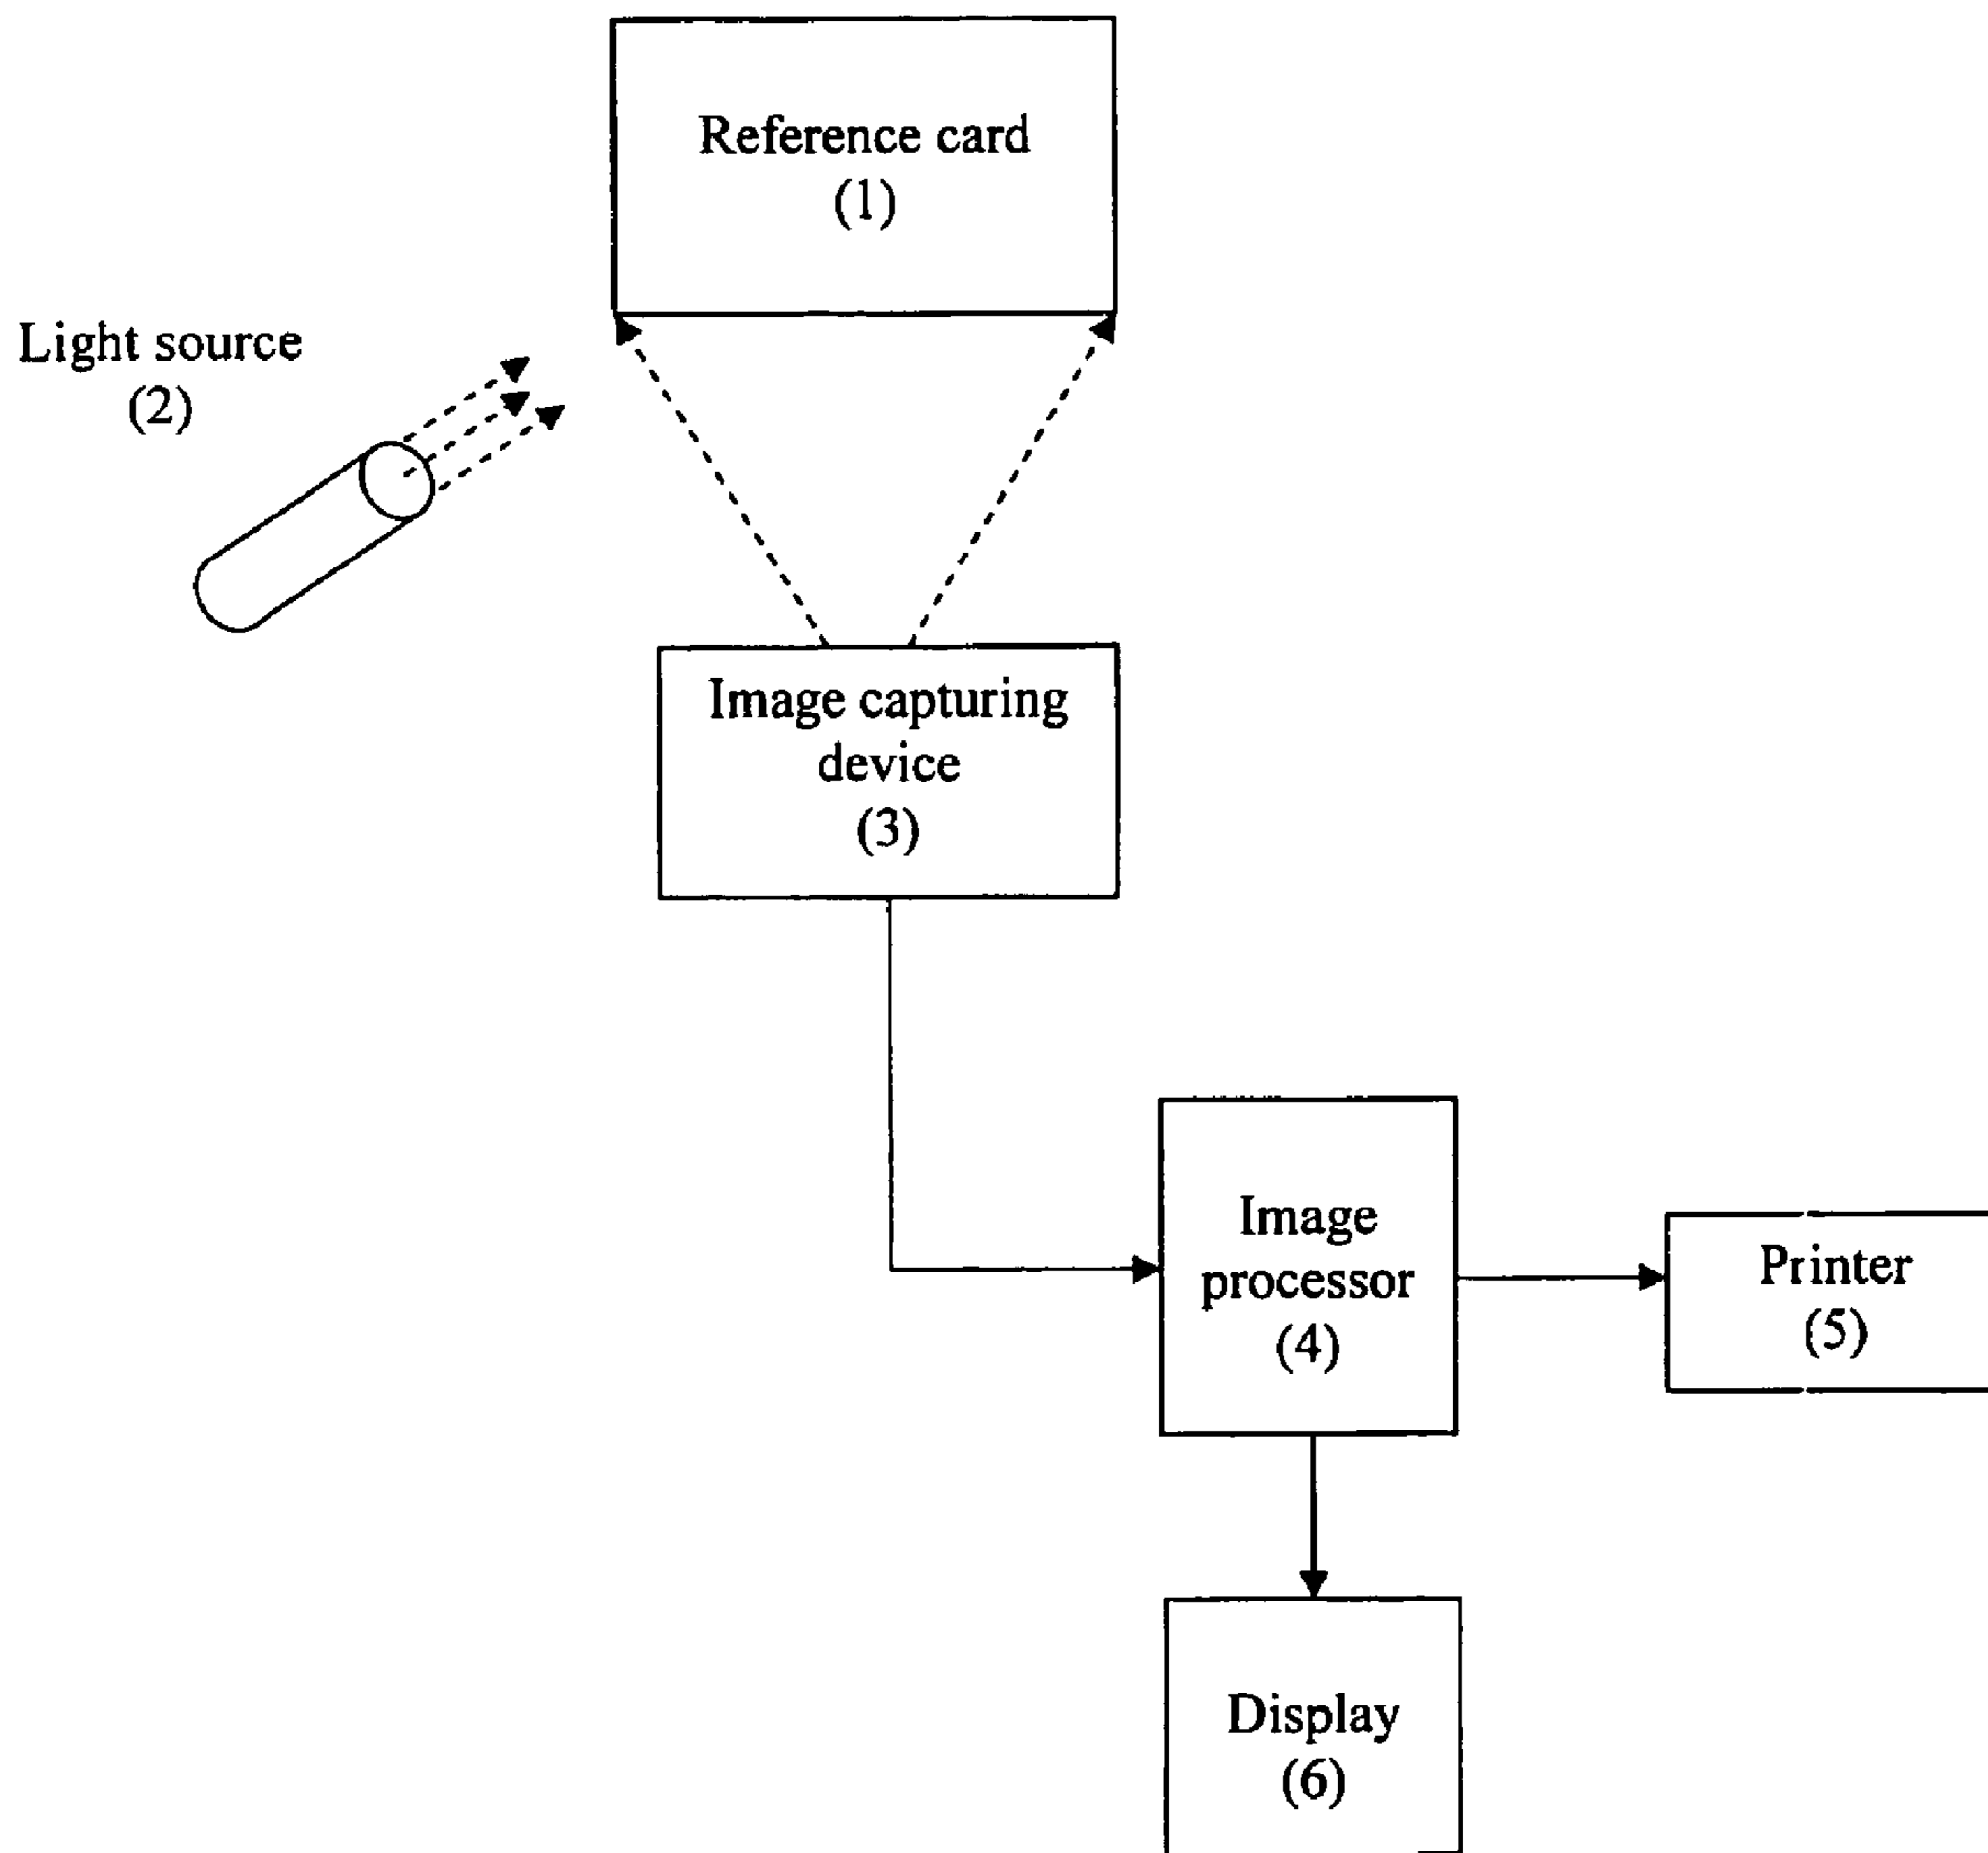 Reference card
(1)
Light source
(2)
Image capturing
device
(3)
Image
processor
(4)
Printer
(5)
Display
(6)